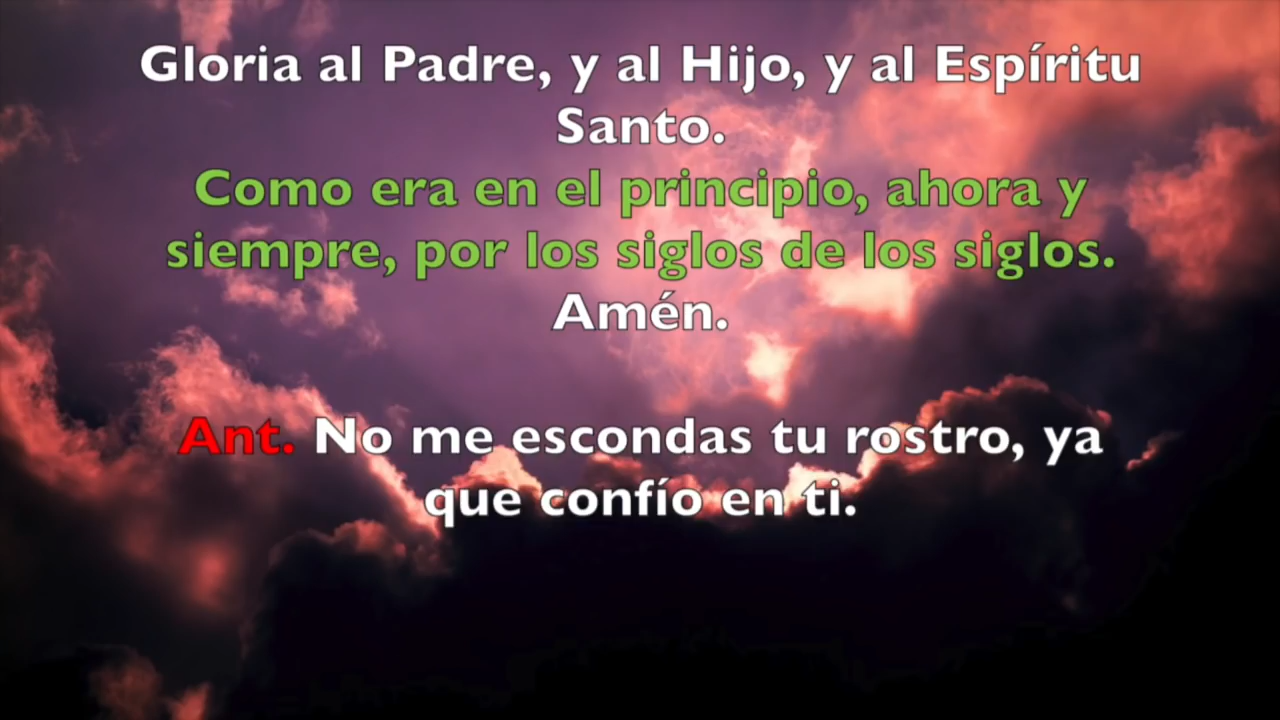 Gloria al Padre, y al Hijo, y al Espíritu
Santo.
Como era en el principio, ahora y
siempre, por los siglos de los siglos.
Amén.
Ant. No me escondas tu rostro, ya
que confío en ti.